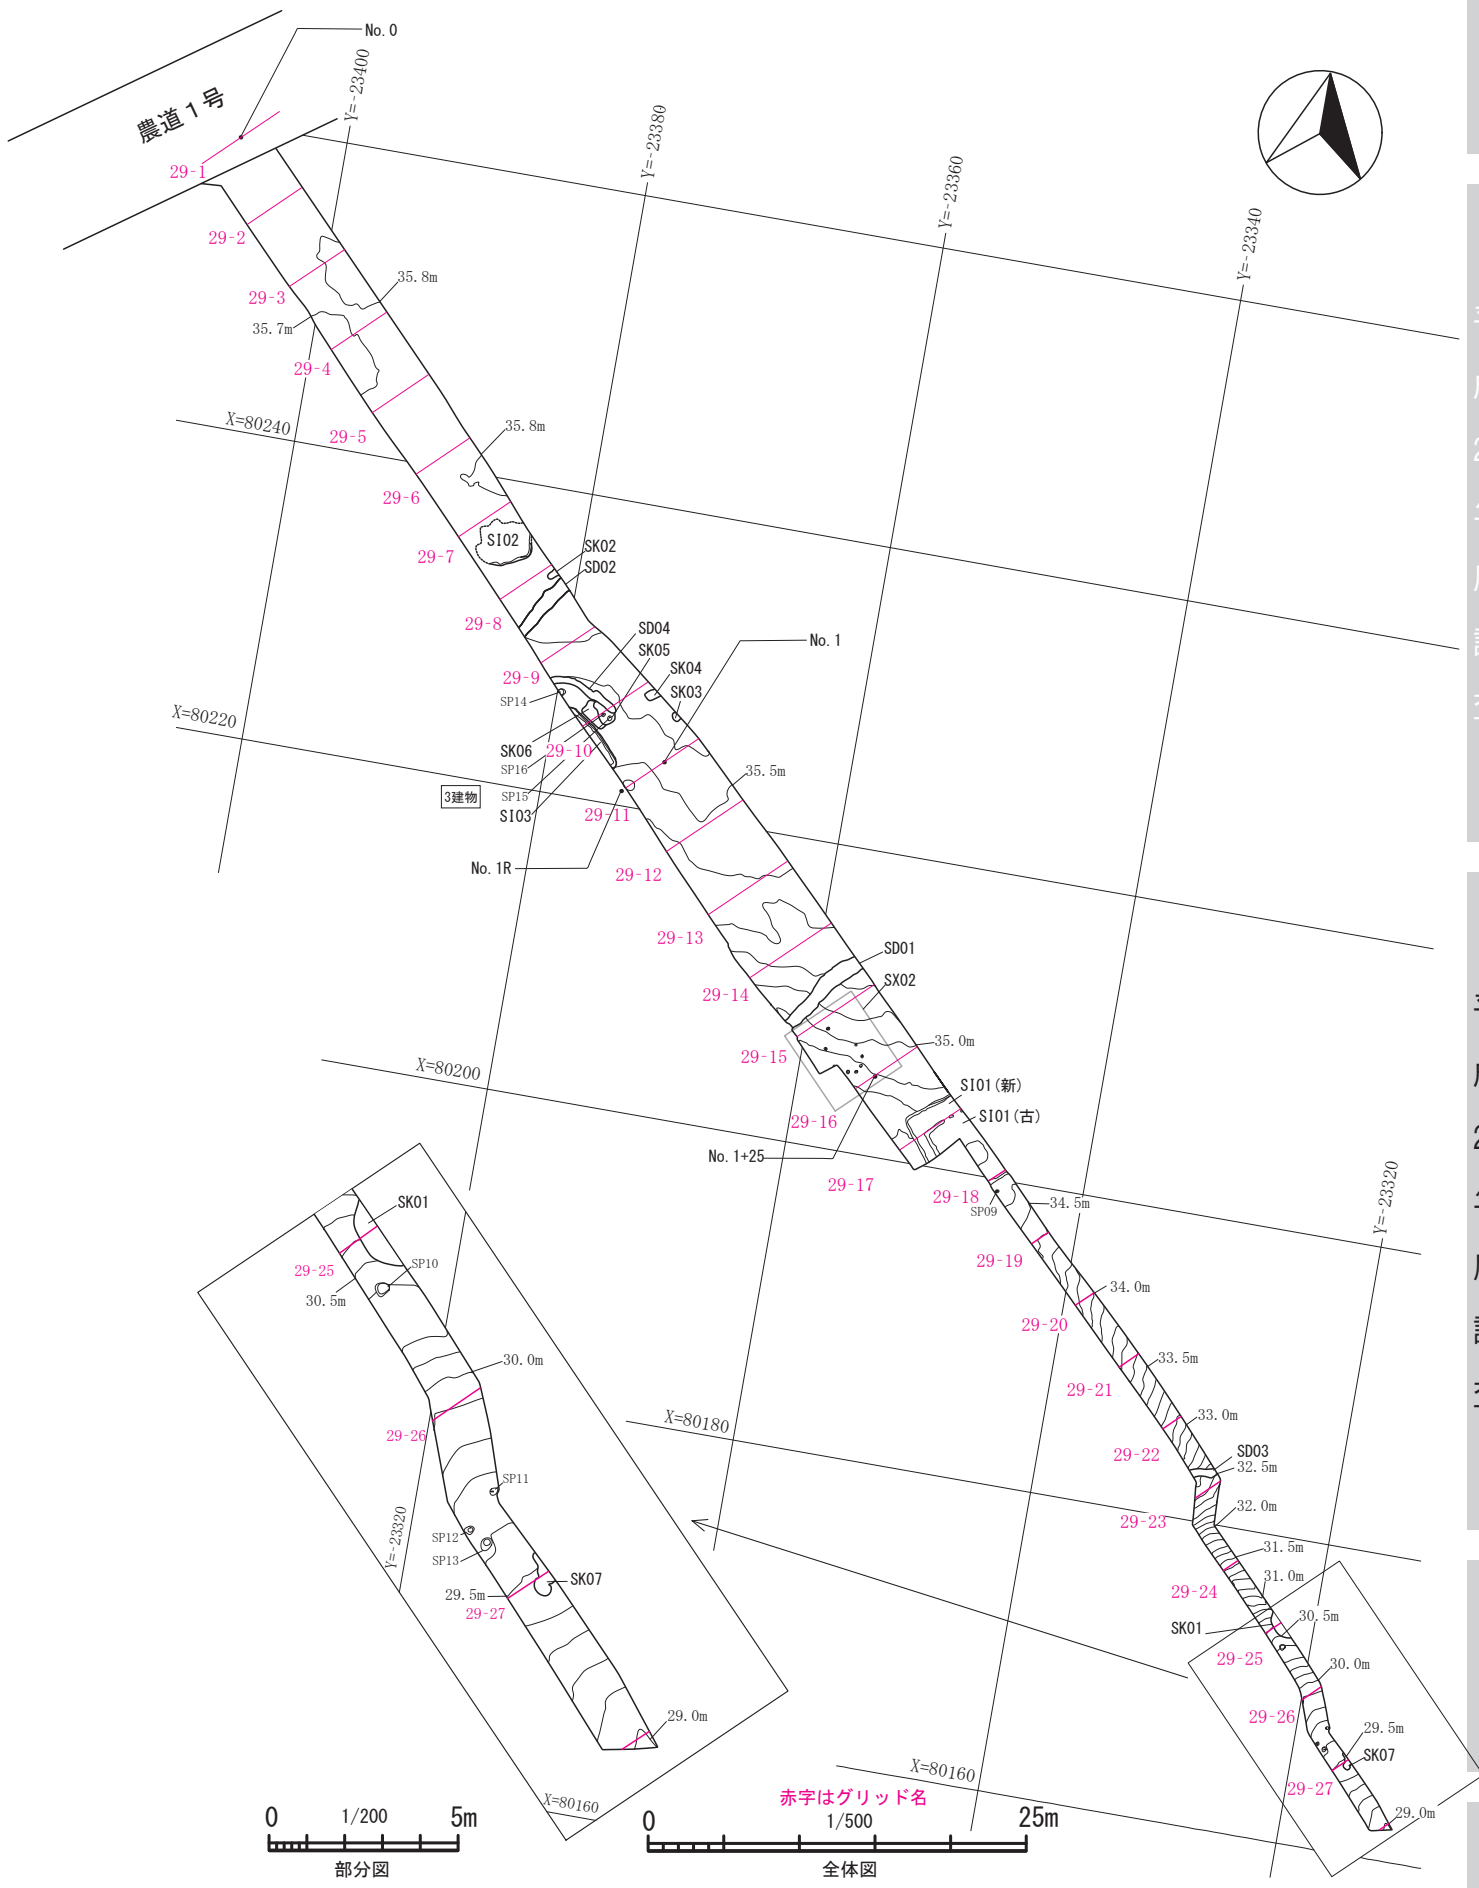 No. 0
農道１号
Y=-23400
Y=-23380
Y=-23360
Y=-23340
29-1
29-2
29-3
35.8m
35.7m
29-4
X=80240
29-5
35.8m
29-6
SI02
29-7
SK02
SD02
29-8
SD04
SK05
No. 1
SK04
29-9
SK03
SP14
X=80220
SK06
29-10
SP16
35.5m
3建物
SP15
SI03
29-11
No. 1R
29-12
29-13
SD01
SX02
29-14
35.0m
29-15
X=80200
SI01(新)
SI01(古)
29-16
No. 1+25
29-17
29-18
SP09
34.5m
Y=-23320
29-19
34.0m
29-20
33.5m
29-21
33.0m
X=80180
29-22
SD03
32.5m
32.0m
29-23
31.5m
31.0m
29-24
SK01
30.5m
29-25
30.0m
29-26
29.5m
SK07
29-27
29.0m
X=80160
SK01
29-25
SP10
30.5m
30.0m
29-26
SP11
Y=-23320
SP12
SP13
29.5m
SK07
29-27
29.0m
X=80160
赤字はグリッド名
0 1/200 5m
部分図
0 1/500 25m
全体図